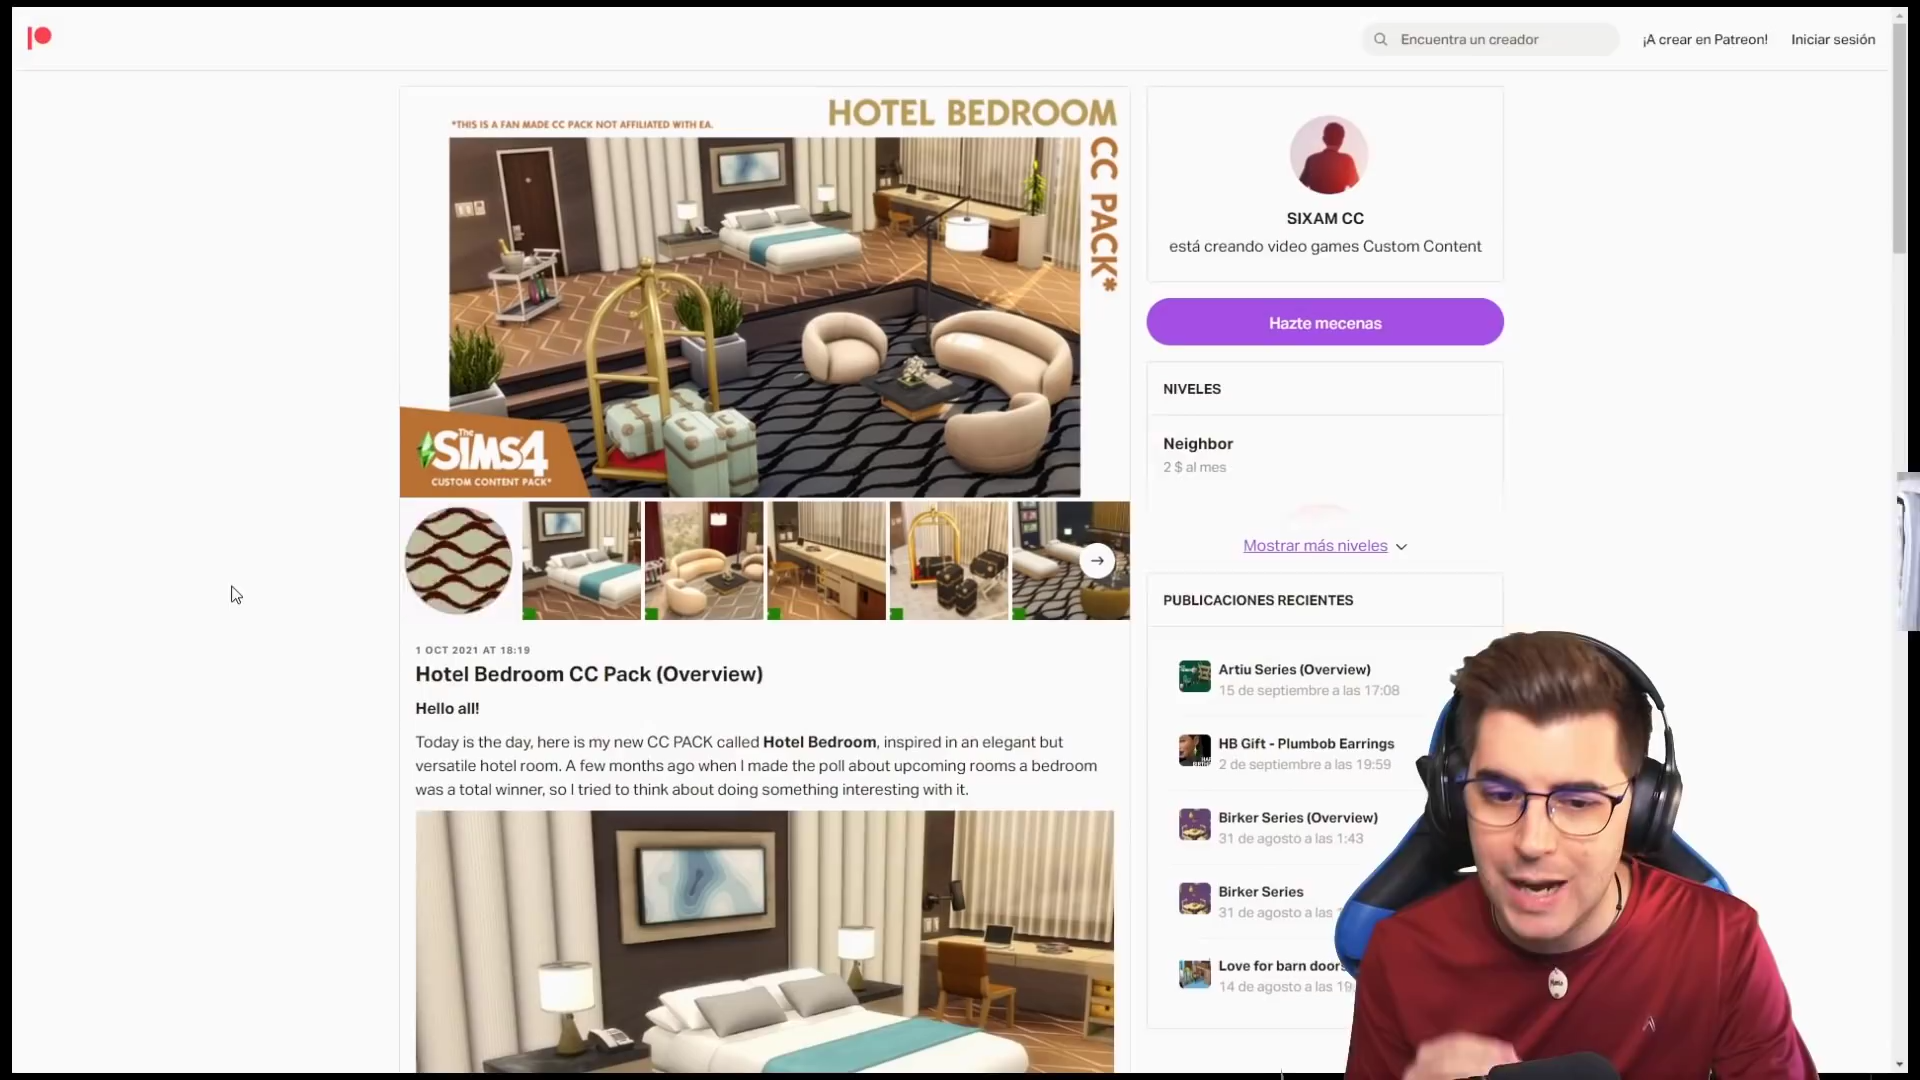 Encuentra un creador
¡A crear en Patreon!
Iniciar sesión
HOTEL BEDROOM
CC PACK*
*THIS IS A FAN MADE CC PACK NOT AFFILIATED WITH EA.
The
SIMS4
CUSTOM CONTENT PACK*
1 OCT 2021 AT 18:19
Hotel Bedroom CC Pack (Overview)
Hello all!
Today is the day, here is my new CC PACK called Hotel Bedroom, inspired in an elegant but
versatile hotel room. A few months ago when I made the poll about upcoming rooms a bedroom
was a total winner, so I tried to think about doing something interesting with it.
SIXAM CC
está creando video games Custom Content
Hazte mecenas
NIVELES
Neighbor
2 $ al mes
Mostrar más niveles
PUBLICACIONES RECIENTES
Artiu Series (Overview)
15 de septiembre a las 17:08
HB Gift - Plumbob Earrings
2 de septiembre a las 19:59
Birker Series (Overview)
31 de agosto a las 1:43
Birker Series
31 de agosto a las
Love for barn doors
14 de agosto a las 19